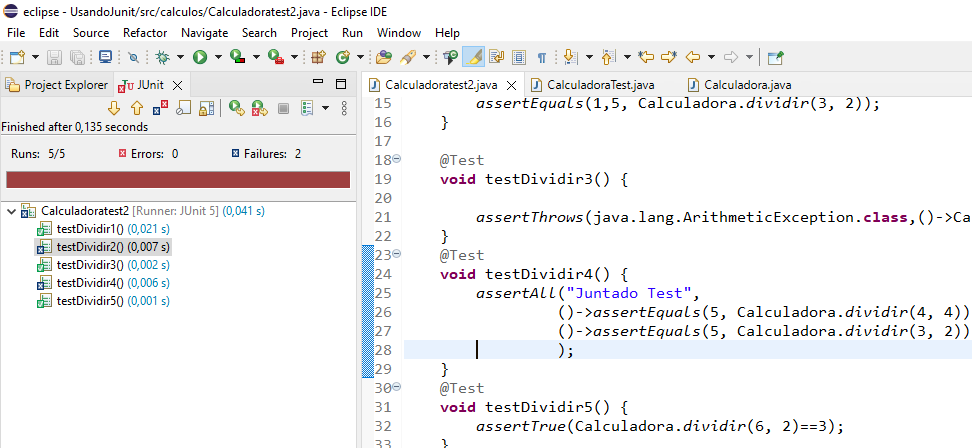 eclipse - UsandoJunit/src/calculos/Calculadoratest2.java - Eclipse IDE
File Edit Source Refactor Navigate Search Project Run Window Help
Project Explorer JUnit
Finished after 0,135 seconds
Runs: 5/5 Errors: 0 Failures: 2
Calculadoratest2 [Runner: JUnit 5] (0,041 s)
testDividir1() (0,021 s)
testDividir2() (0,007 s)
testDividir3() (0,002 s)
testDividir4() (0,006 s)
testDividir5() (0,001 s)
Calculadoratest2.java CalculadoraTest.java Calculadora.java
15 assertEquals(1,5, Calculadora.dividir(3, 2));
16 }
17
18 @Test
19 void testDividir3() {
20
21 assertThrows(java.lang.ArithmeticException.class,()->Ca
22 }
23 @Test
24 void testDividir4() {
25 assertAll("Juntado Test",
26 ()->assertEquals(5, Calculadora.dividir(4, 4))
27 ()->assertEquals(5, Calculadora.dividir(3, 2))
28 );
29 }
30 @Test
31 void testDividir5() {
32 assertTrue(Calculadora.dividir(6, 2)==3);
33 }